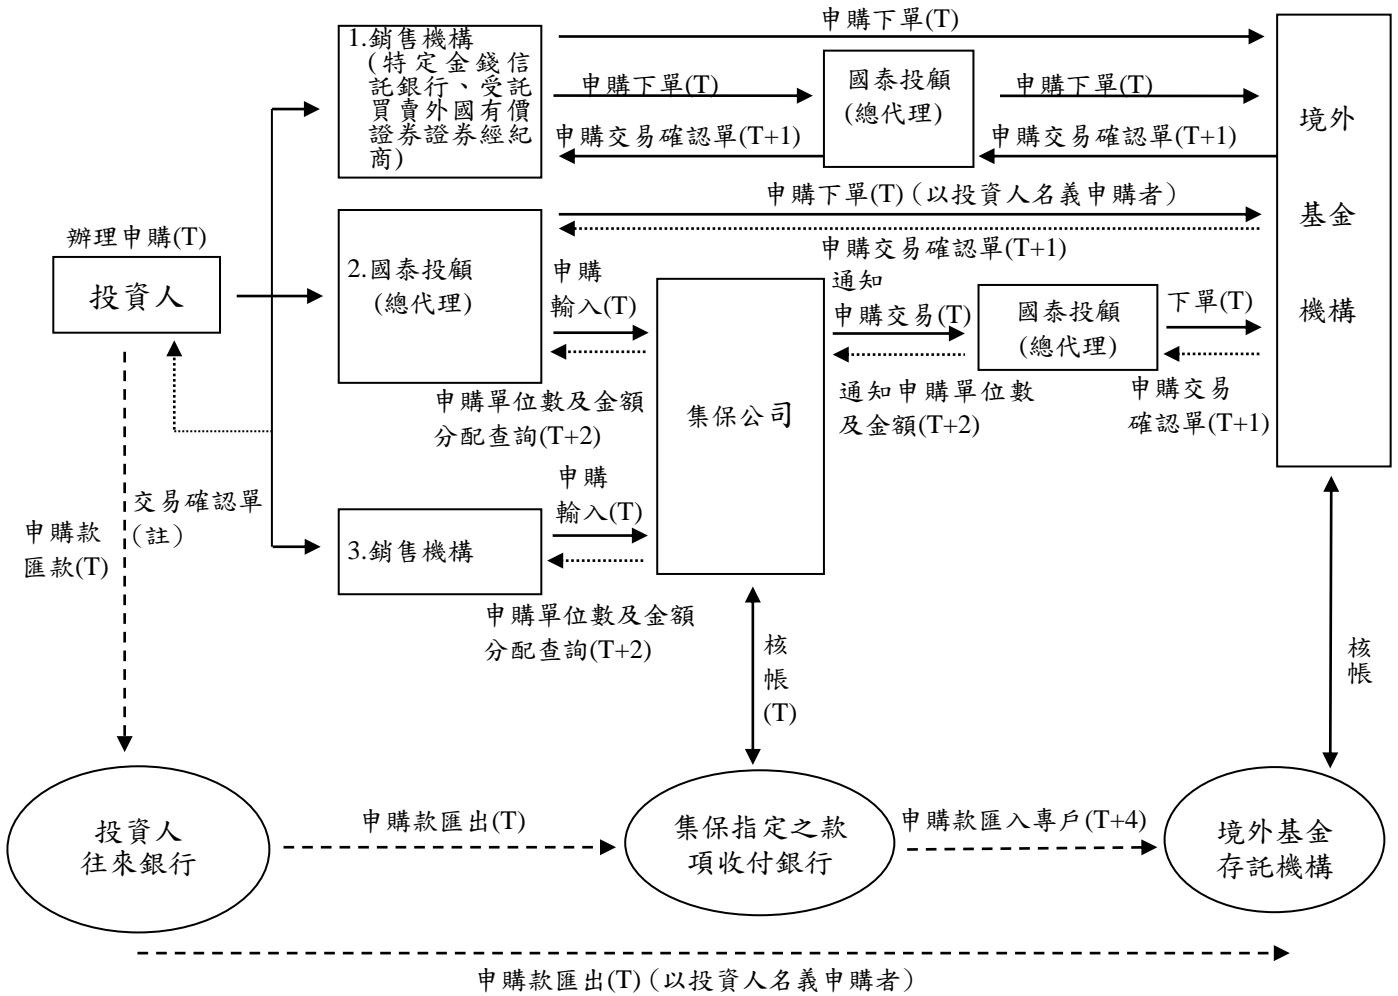 申購下單(T)
1.銷售機構
(特定金錢信
託銀行、受託
買賣外國有價
證券證券經紀
商)
申購下單(T)
國泰投顧
(總代理)
申購下單(T)
申購交易確認單(T+1)
申購交易確認單(T+1)
境外
基金
機構
申購下單(T)（以投資人名義申購者）
申購交易確認單(T+1)
辦理申購(T)
投資人
2.國泰投顧
(總代理)
申購
輸入(T)
通知
申購交易(T)
國泰投顧
(總代理)
下單(T)
申購單位數及金額
分配查詢(T+2)
集保公司
通知申購單位數
及金額(T+2)
申購交易
確認單(T+1)
申購款
匯款(T)
交易確認單
（註）
3.銷售機構
申購
輸入(T)
申購單位數及金額
分配查詢(T+2)
核
帳
(T)
核
帳
投資人
往來銀行
申購款匯出(T)
集保指定之款
項收付銀行
申購款匯入專戶(T+4)
境外基金
存託機構
申購款匯出(T)（以投資人名義申購者）